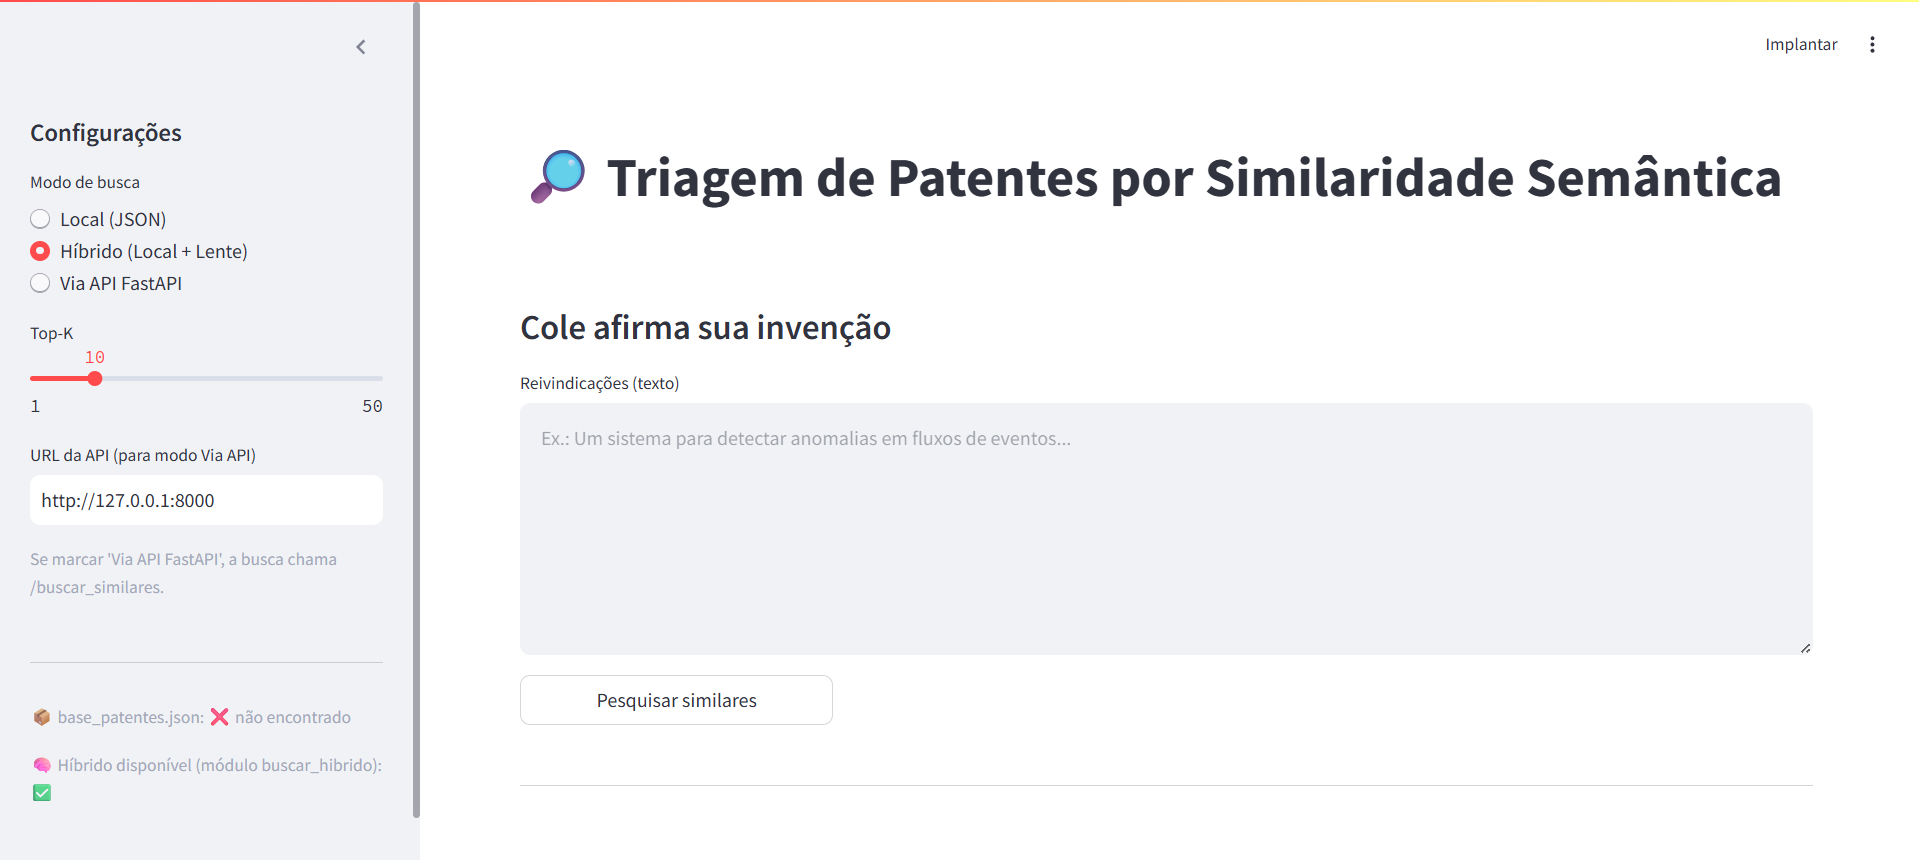 Implantar
Configurações
Modo de busca
Local (JSON)
Híbrido (Local + Lente)
Via API FastAPI
Top-K
10
1 50
URL da API (para modo Via API)
http://127.0.0.1:8000
Se marcar 'Via API FastAPI', a busca chama
/buscar_similares.
base_patentes.json: ❌ não encontrado
Híbrido disponível (módulo buscar_hibrido):
✅
Triagem de Patentes por Similaridade Semântica
Cole afirma sua invenção
Reivindicações (texto)
Ex.: Um sistema para detectar anomalias em fluxos de eventos...
Pesquisar similares